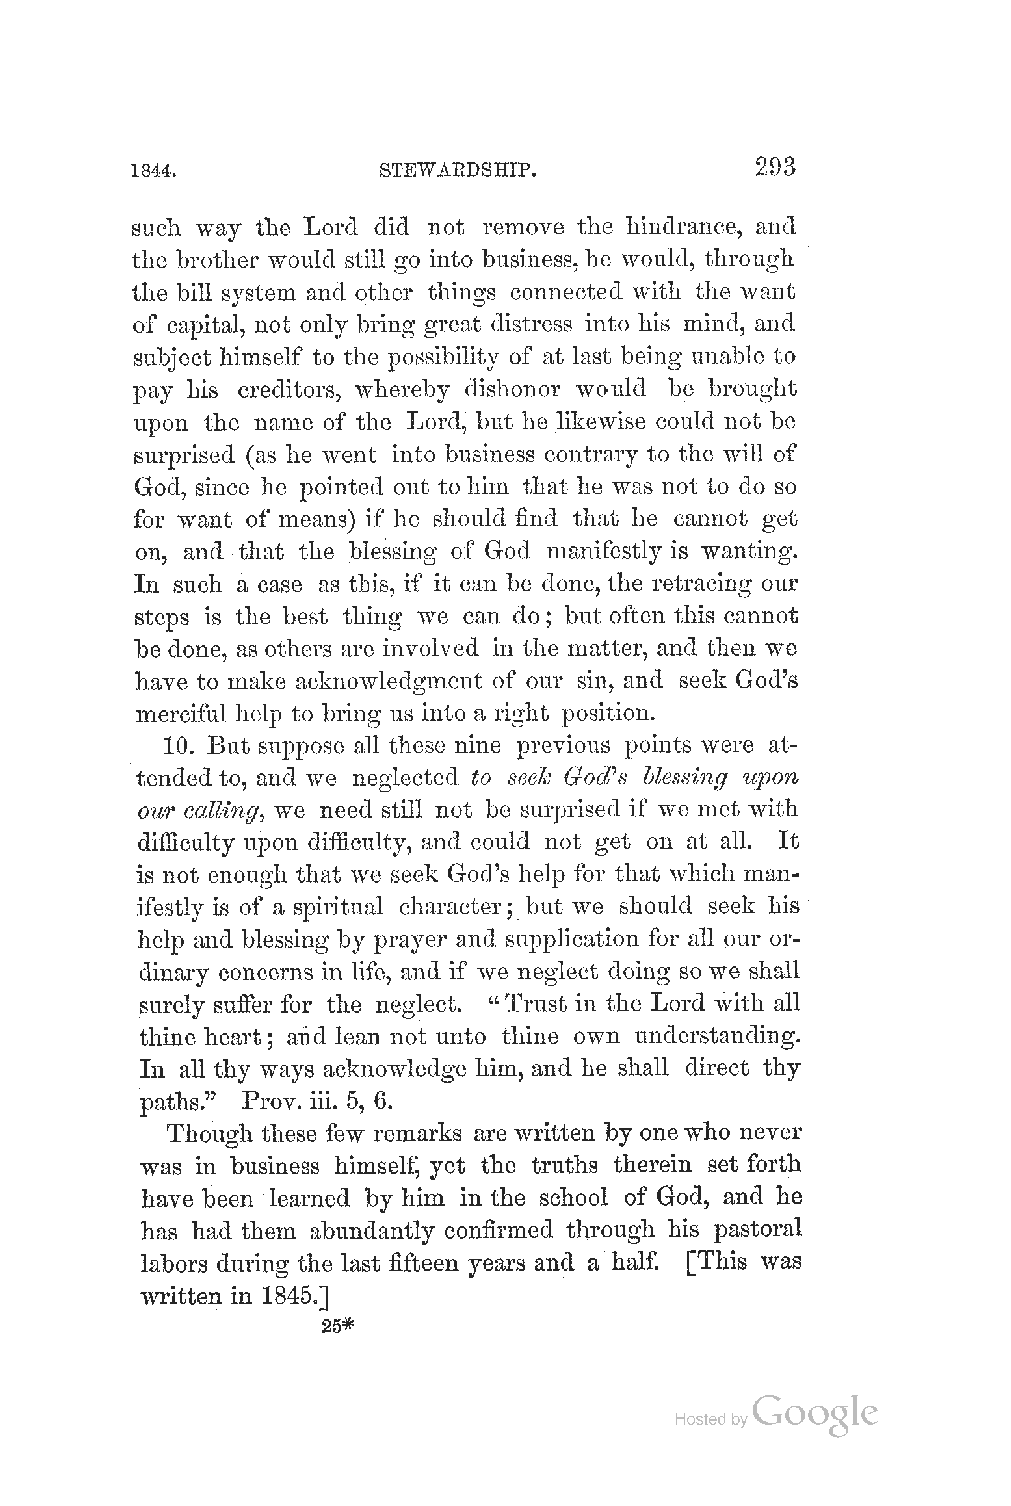 1844. STEWARDSHIP. 293
such way the Lord did not remove the hindrance, and
the brother would still go into business, he would, through
the bill system and other things connected with the want
of capital, not only bring great distress into his mind, and
subject himself to the possibility of at last being unable to
pay his creditors, whereby dishonor would be brought
upon the name of the Lord, but he likewise could not be
surprised (as he went into business contrary to the will of
God, since he pointed out to him that he was not to do so
for want of means) if he should find that he cannot get
on, and that the blessing of God manifestly is wanting.
In such a case as this, if it can be done, the retracing our
steps is the best thing we can do; but often this cannot
be done, as others are involved in the matter, and then we
have to make acknowledgment of our sin, and seek God's
merciful help to bring us into a right position.
10. But suppose all these nine previous points were at-
tended to, and we neglected to seek God's blessing upon
our calling, we need still not be surprised if we met with
difficulty upon difficulty, and could not get on at all. It
is not enough that we seek God's help for that which man-
ifestly is of a spiritual character; but we should seek his
help and blessing by prayer and supplication for all our or-
dinary concerns in life, and if we neglect doing so we shall
surely suffer for the neglect. "Trust in the Lord with all
thine heart; and lean not unto thine own understanding.
In all thy ways acknowledge him, and he shall direct thy
paths." Prov. iii. 5, 6.
Though these few remarks are written by one who never
was in business himself, yet the truths therein set forth
have been learned by him in the school of God, and he
has had them abundantly confirmed through his pastoral
labors during the last fifteen years and a half. [This was
written in 1845.]
25*
Hosted by Google